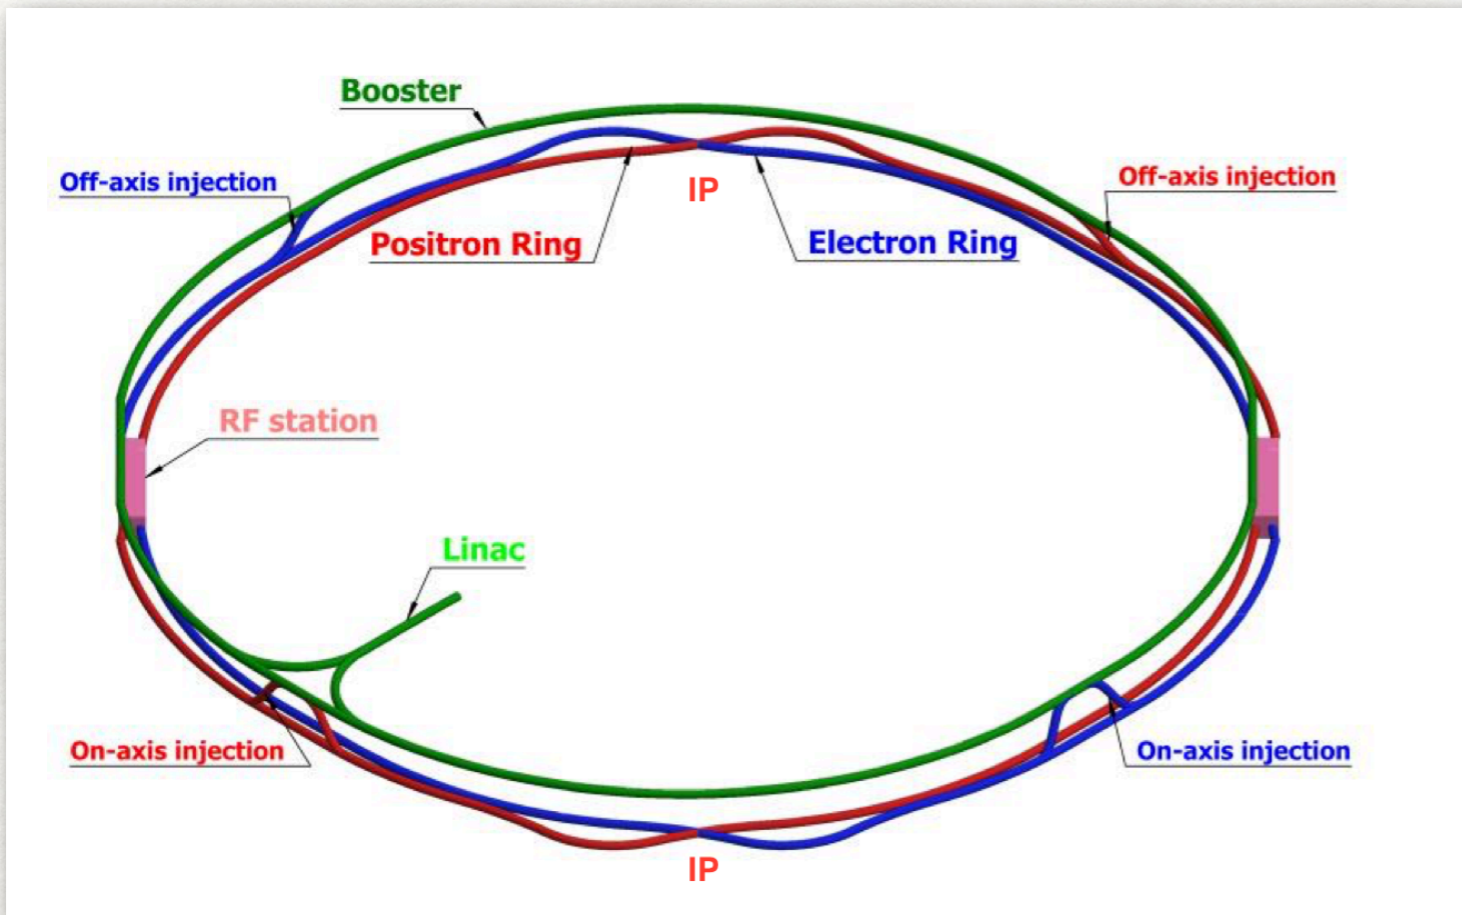 Booster
Off-axis injection
Off-axis injection
IP
Positron Ring
Electron Ring
RF station
Linac
On-axis injection
On-axis injection
IP